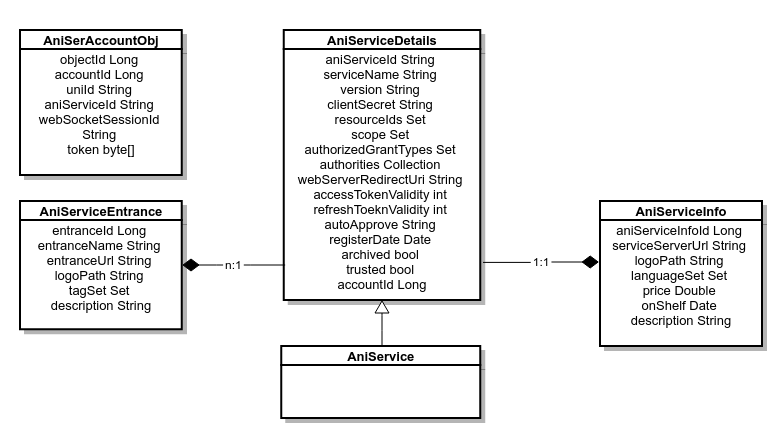 AniSerAccountObj
objectId Long
accountId Long
uniId String
aniServiceId String
webSocketSessionId
String
token byte[]
AniServiceDetails
aniServiceId String
serviceName String
version String
clientSecret String
resourceIds Set
scope Set
authorizedGrantTypes Set
authorities Collection
webServerRedirectUri String
accessTokenValidity int
refreshToeknValidity int
autoApprove String
registerDate Date
archived bool
trusted bool
accountId Long
AniServiceEntrance
entranceId Long
entranceName String
entranceUrl String
logoPath String
tagSet Set
description String
n:1
1:1
AniServiceInfo
aniServiceInfoId Long
serviceServerUrl String
logoPath String
languageSet Set
price Double
onShelf Date
description String
AniService